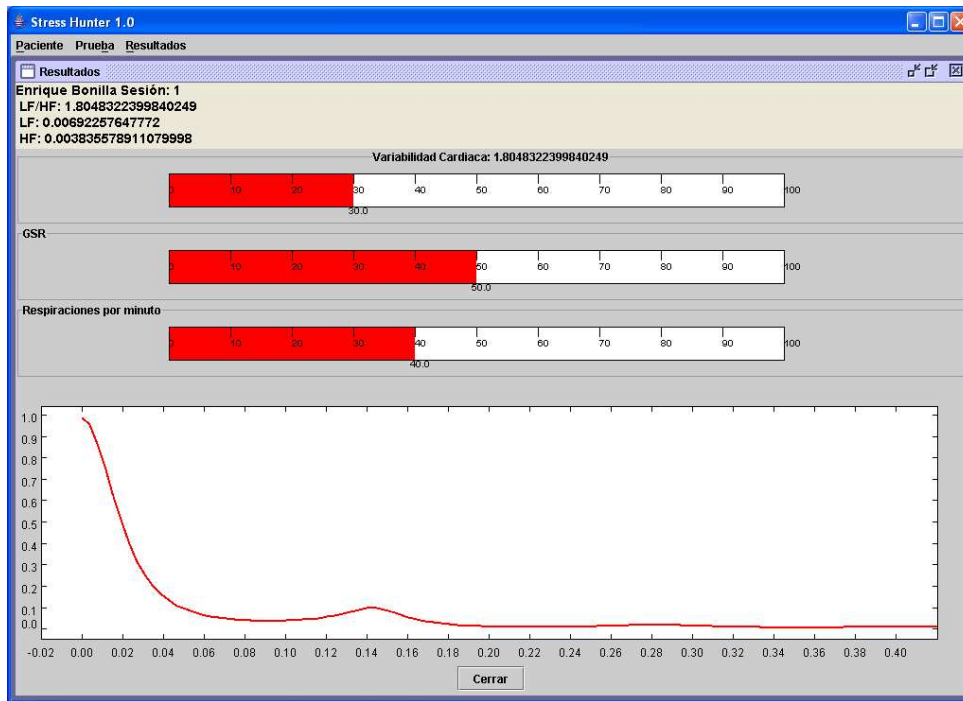 Stress Hunter 1.0
Paciente Prueba Resultados
Resultados
Enrique Bonilla Sesión: 1
LF/HF: 1.8048322399840249
LF: 0.00692257647772
HF: 0.003835578911079998
Variabilidad Cardiaca: 1.8048322399840249
0 10 20 30 40 50 60 70 80 90 100
30.0
GSR
0 10 20 30 40 50 60 70 80 90 100
50.0
Respiraciones por minuto
0 10 20 30 40 50 60 70 80 90 100
40.0
1.0
0.9
0.8
0.7
0.6
0.5
0.4
0.3
0.2
0.1
0.0
-0.02 0.00 0.02 0.04 0.06 0.08 0.10 0.12 0.14 0.16 0.18 0.20 0.22 0.24 0.26 0.28 0.30 0.32 0.34 0.36 0.38 0.40
Cerrar